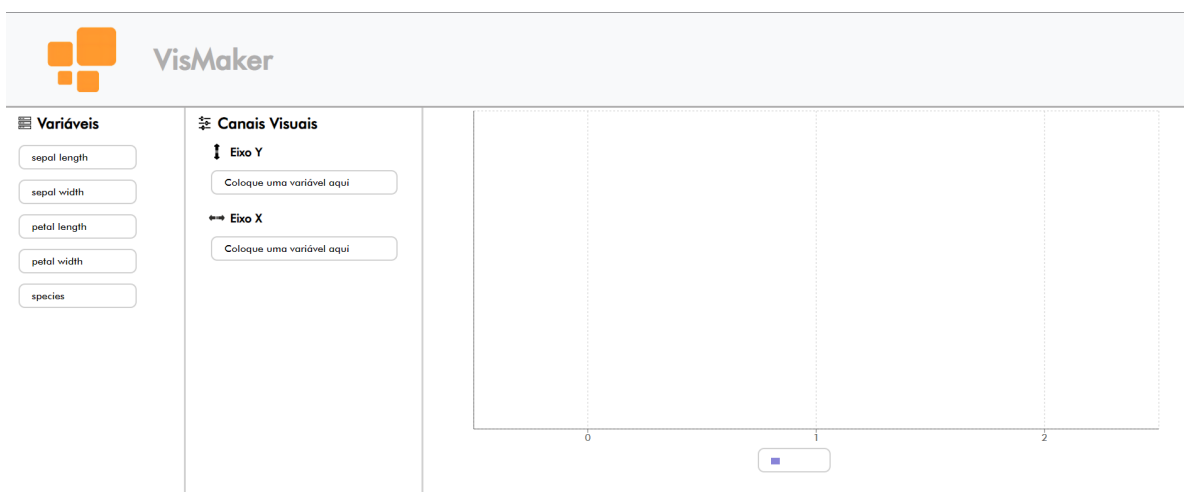 VisMaker
Variáveis
sepal length
sepal width
petal length
petal width
species
Canais Visuais
Eixo Y
Coloque uma variável aqui
Eixo X
Coloque uma variável aqui
0 1 2